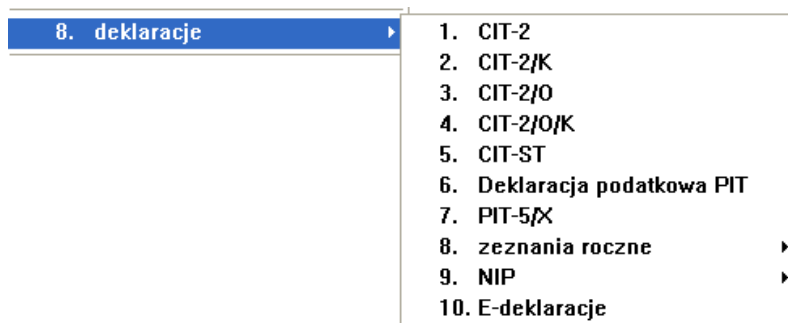 8. deklaracje
1. CIT-2
2. CIT-2/K
3. CIT-2/O
4. CIT-2/O/K
5. CIT-ST
6. Deklaracja podatkowa PIT
7. PIT-5/X
8. zeznania roczne
9. NIP
10. E-deklaracje